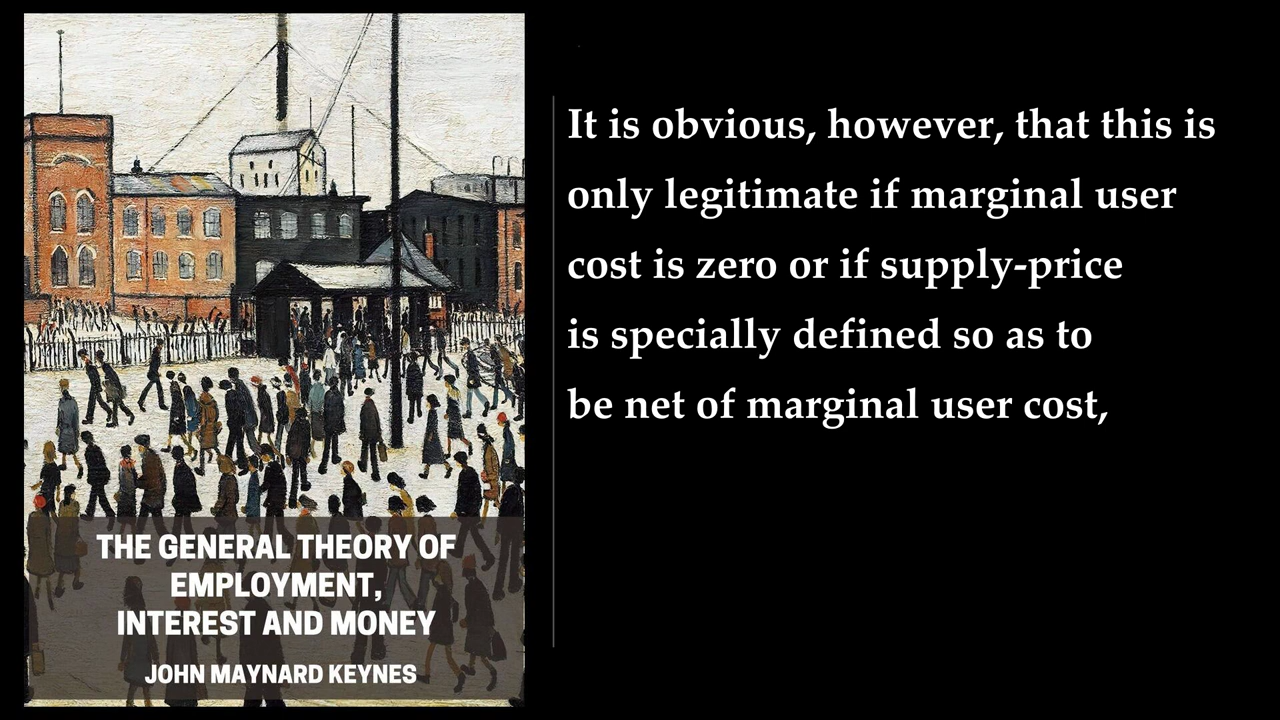 THE GENERAL THEORY OF
EMPLOYMENT,
INTEREST AND MONEY
JOHN MAYNARD KEYNES
It is obvious, however, that this is
only legitimate if marginal user
cost is zero or if supply-price
is specially defined so as to
be net of marginal user cost,